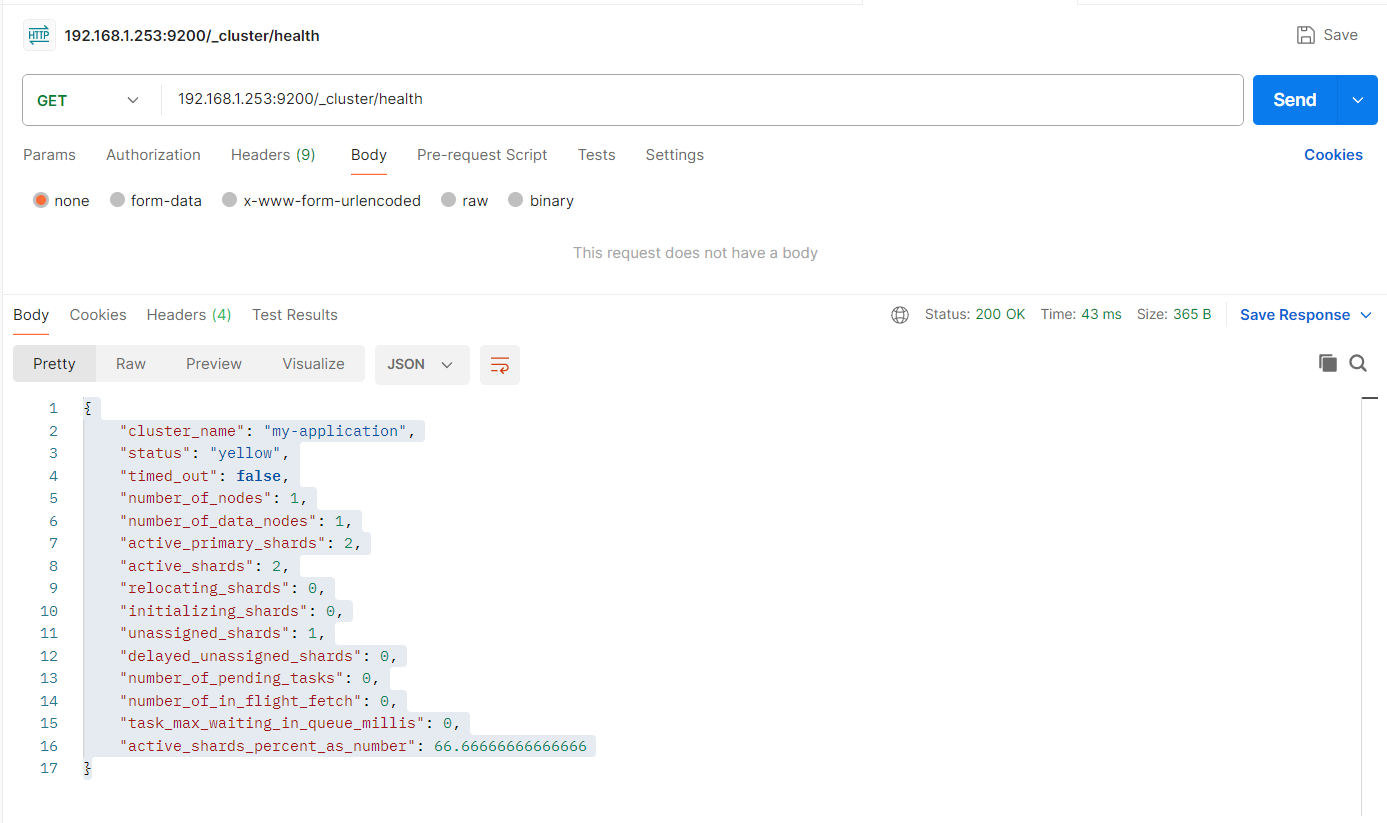 HTTP 192.168.1.253:9200/_cluster/health Save
GET 192.168.1.253:9200/_cluster/health Send
Params Authorization Headers (9) Body Pre-request Script Tests Settings Cookies
none form-data x-www-form-urlencoded raw binary
This request does not have a body
Body Cookies Headers (4) Test Results Status: 200 OK Time: 43 ms Size: 365 B Save Response
Pretty Raw Preview Visualize JSON
1 {
2 "cluster_name": "my-application",
3 "status": "yellow",
4 "timed_out": false,
5 "number_of_nodes": 1,
6 "number_of_data_nodes": 1,
7 "active_primary_shards": 2,
8 "active_shards": 2,
9 "relocating_shards": 0,
10 "initializing_shards": 0,
11 "unassigned_shards": 1,
12 "delayed_unassigned_shards": 0,
13 "number_of_pending_tasks": 0,
14 "number_of_in_flight_fetch": 0,
15 "task_max_waiting_in_queue_millis": 0,
16 "active_shards_percent_as_number": 66.66666666666666
17 }